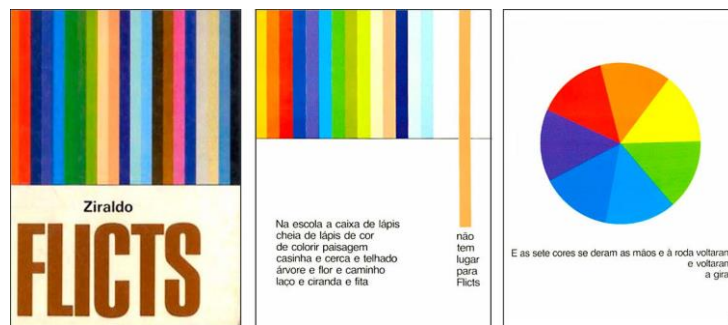 Ziraldo
FLICTS
Na escola a caixa de lápis
cheia de lápis de cor
de colorir paisagem
casinha e cerca e telhado
árvore e flor e caminho
laço e ciranda e fita
não
tem
lugar
para
Flicts
E as sete cores se deram as mãos e à roda voltaram
e voltaram
a gira